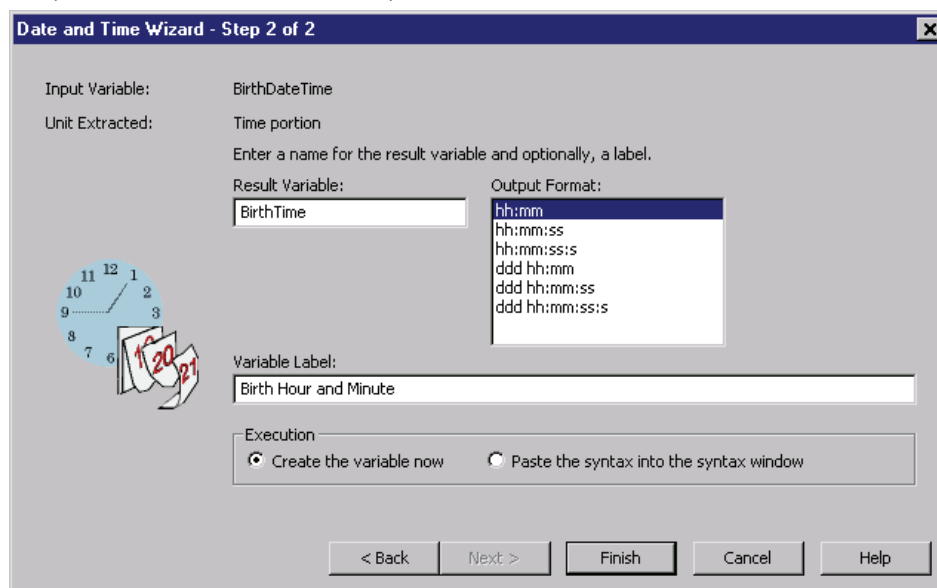 Date and Time Wizard - Step 2 of 2
Input Variable: BirthDateTime
Unit Extracted: Time portion
Enter a name for the result variable and optionally, a label.
Result Variable: Output Format:
BirthTime hh:mm
hh:mm:ss
hh:mm:ss:s
ddd hh:mm
ddd hh:mm:ss
ddd hh:mm:ss:s
11 12 1
10 2
9 3
8
7 6
19 20 21
Variable Label:
Birth Hour and Minute
Execution
Create the variable now Paste the syntax into the syntax window
< Back Next > Finish Cancel Help